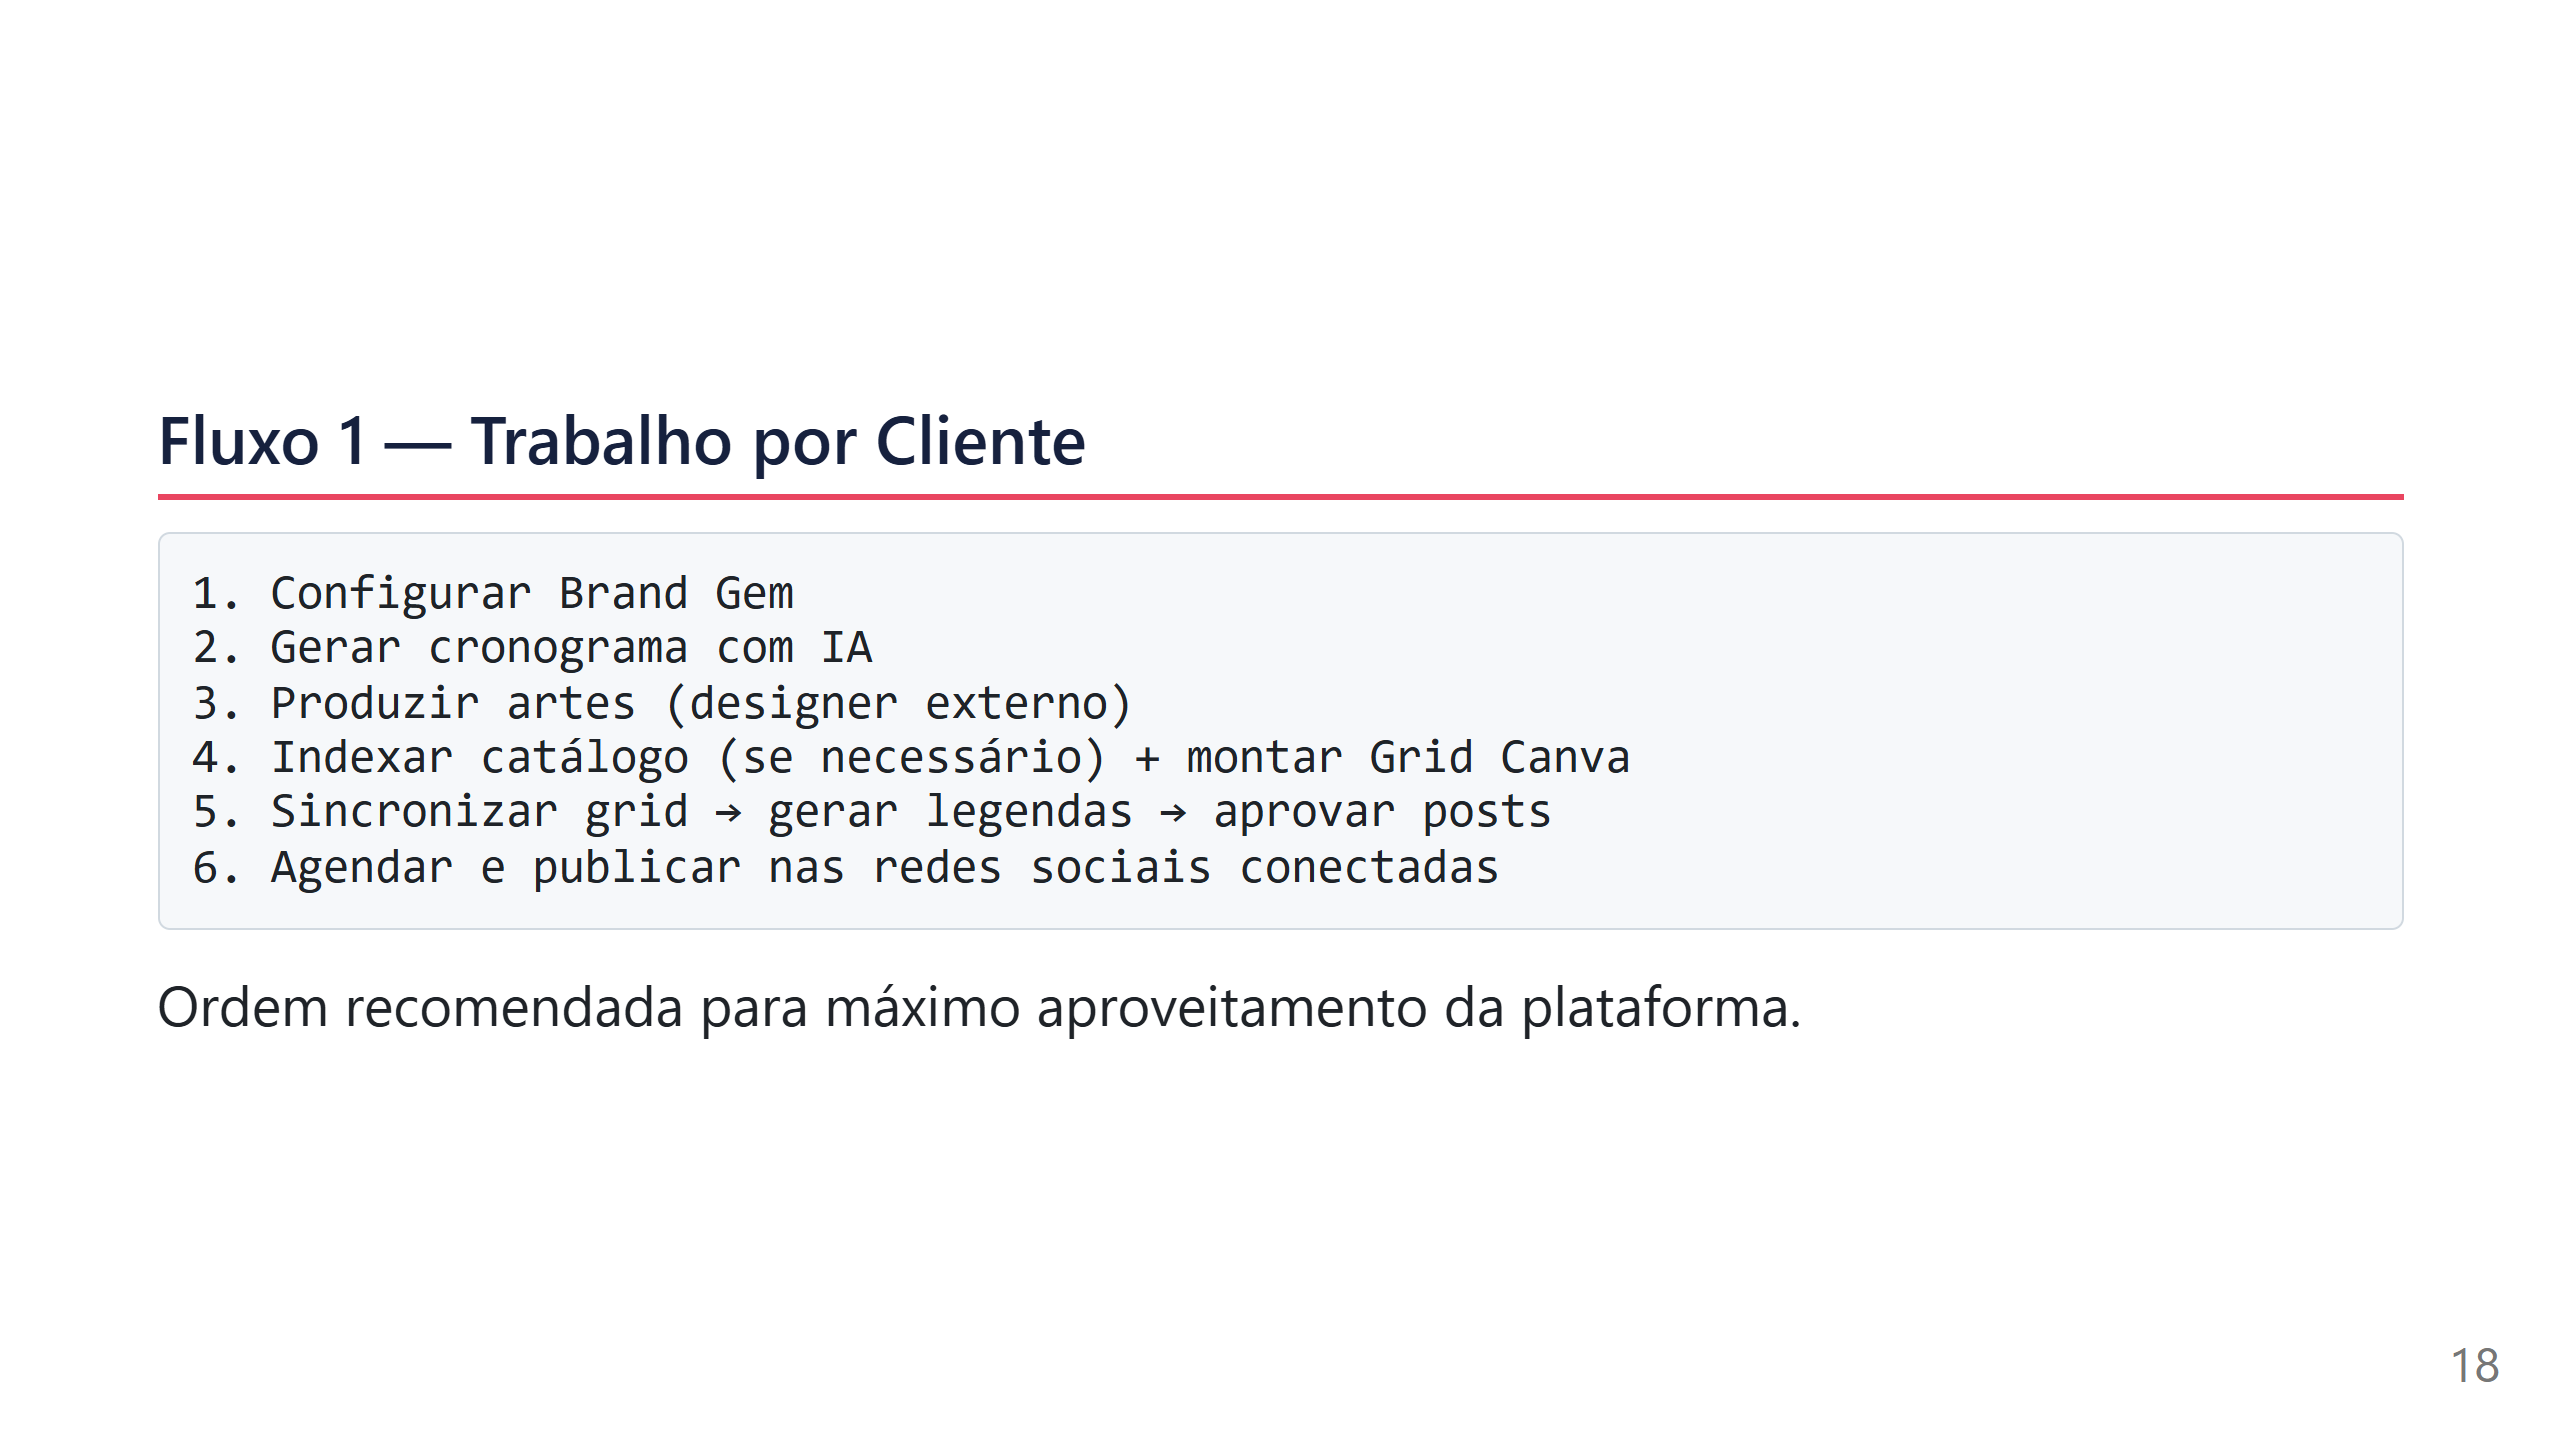 Fluxo 1 — Trabalho por Cliente
1. Configurar Brand Gem
2. Gerar cronograma com IA
3. Produzir artes (designer externo)
4. Indexar catálogo (se necessário) + montar Grid Canva
5. Sincronizar grid → gerar legendas → aprovar posts
6. Agendar e publicar nas redes sociais conectadas
Ordem recomendada para máximo aproveitamento da plataforma.
18